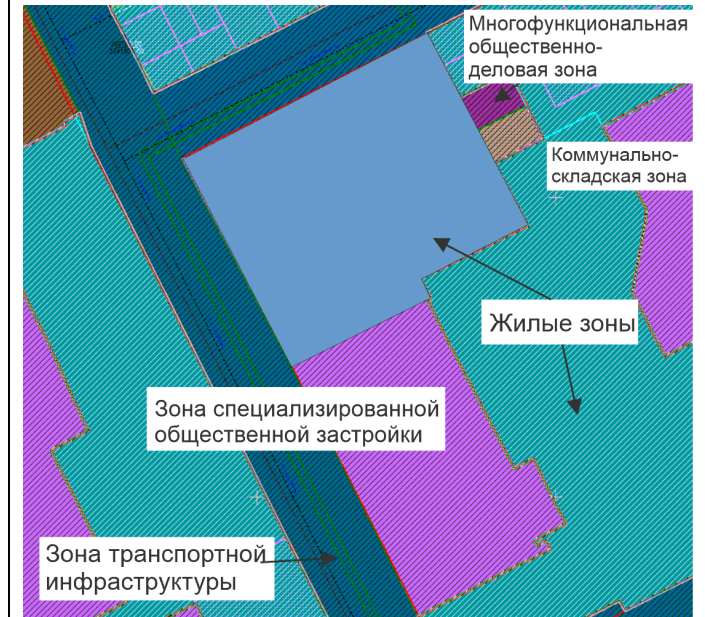 Многофункциональная
общественно-
деловая зона
Коммунально-
складская зона
Жилые зоны
Зона специализированной
общественной застройки
Зона транспортной
инфраструктуры